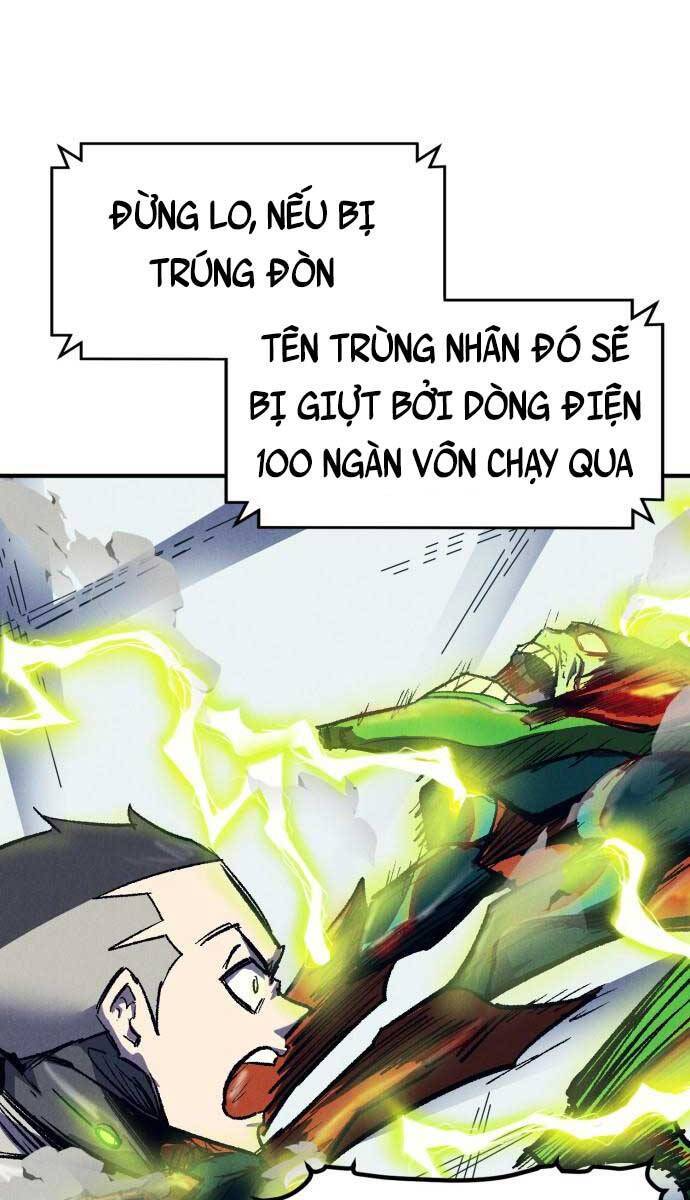 ĐỪNG LO, NẾU BỊ
TRÚNG ĐÒN
TÊN TRÙNG NHÂN ĐÓ SẼ
BỊ GIỰT BỞI DÒNG ĐIỆN
100 NGÀN VÔN CHẠY QUA